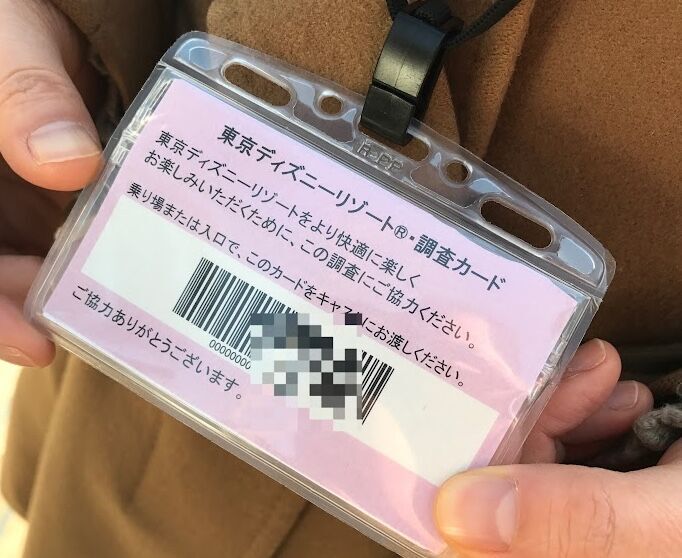 R-PP
東京ディズニーリゾート®・調査カード
東京ディズニーリゾートをより快適に楽しく
お楽しみいただくために、この調査にご協力ください。
乗り場または入口で、このカードをキャストにお渡しください。
0000000
ご協力ありがとうございます。